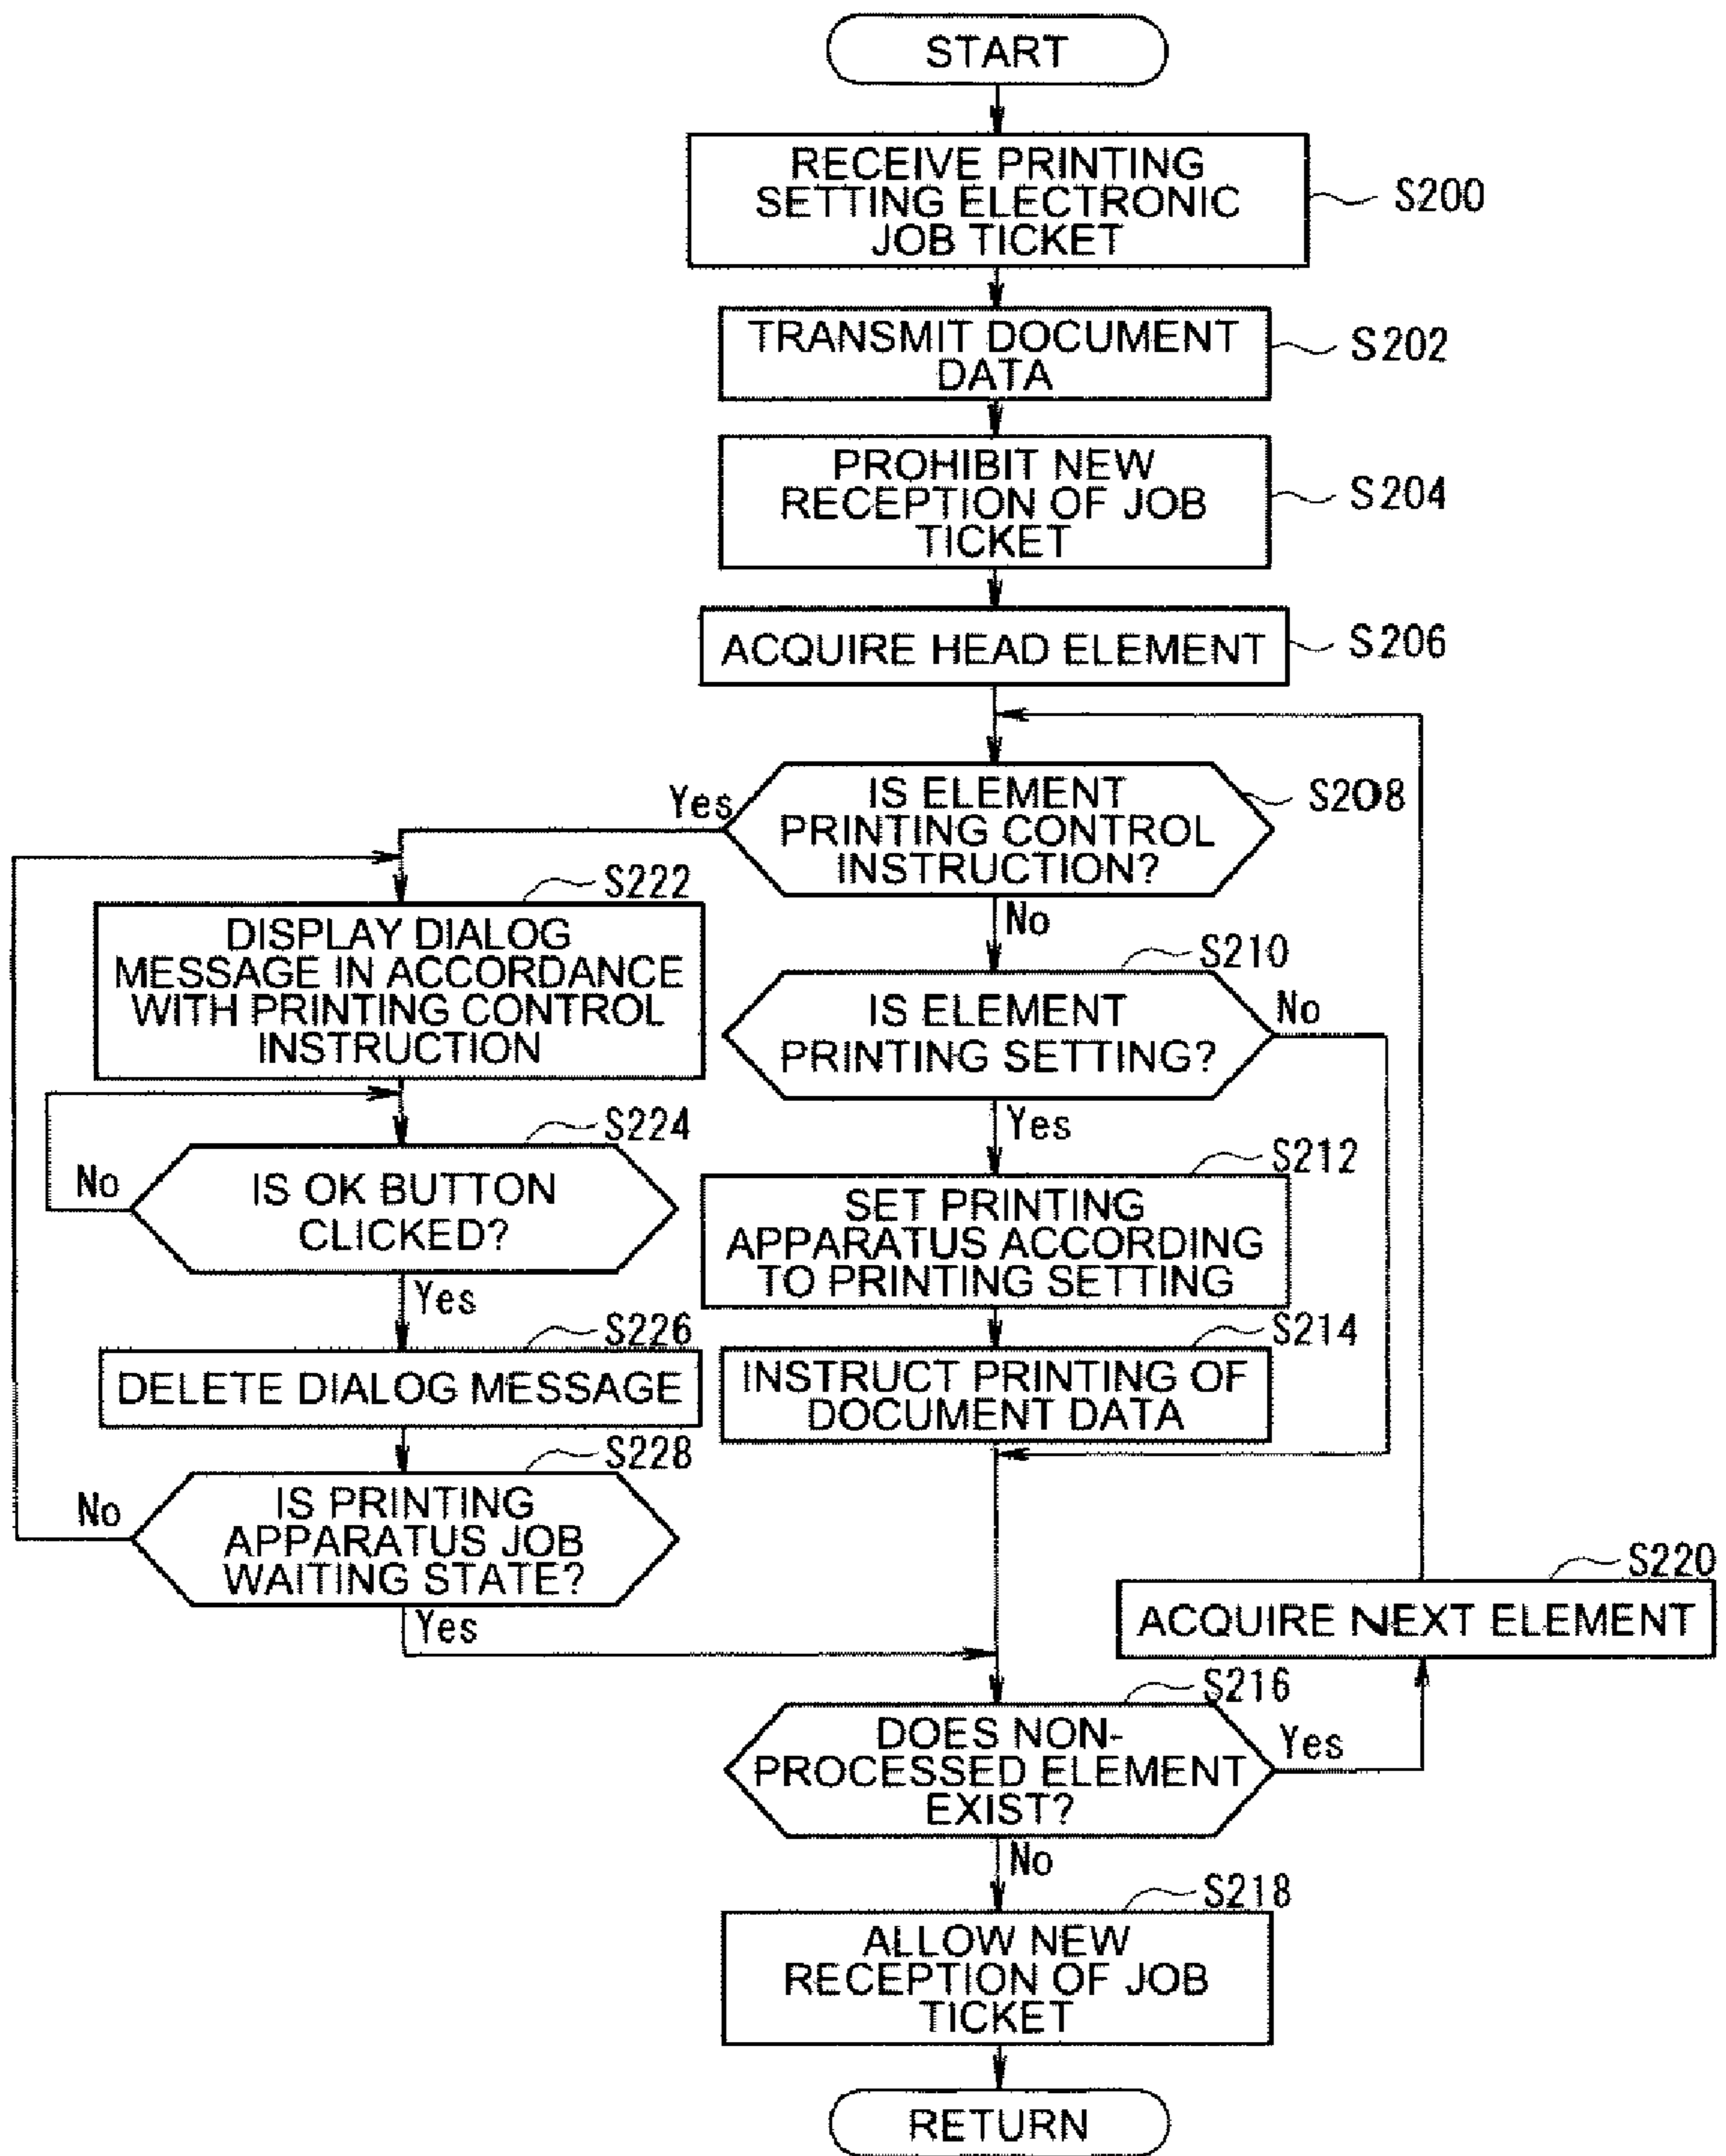 START
RECEIVE PRINTING
SETTING ELECTRONIC
JOB TICKET
S200
TRANSMIT DOCUMENT
DATA
S202
PROHIBIT NEW
RECEPTION OF JOB
TICKET
S204
ACQUIRE HEAD ELEMENT
S206
IS ELEMENT
PRINTING CONTROL
INSTRUCTION?
S208
Yes
No
S222
DISPLAY DIALOG
MESSAGE IN ACCORDANCE
WITH PRINTING CONTROL
INSTRUCTION
S210
IS ELEMENT
PRINTING SETTING?
No
Yes
S224
IS OK BUTTON
CLICKED?
No
Yes
S212
SET PRINTING
APPARATUS ACCORDING
TO PRINTING SETTING
S226
DELETE DIALOG MESSAGE
S214
INSTRUCT PRINTING OF
DOCUMENT DATA
S228
IS PRINTING
APPARATUS JOB
WAITING STATE?
No
Yes
S220
ACQUIRE NEXT ELEMENT
S216
DOES NON-
PROCESSED ELEMENT
EXIST?
Yes
No
S218
ALLOW NEW
RECEPTION OF JOB
TICKET
RETURN